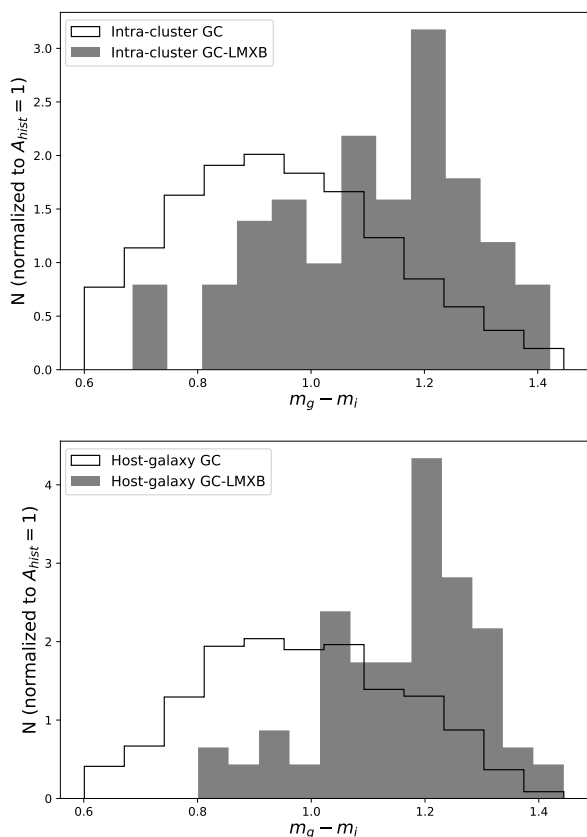 Intra-cluster GC
Intra-cluster GC-LMXB
N (normalized to A_hist = 1)
3.0
2.5
2.0
1.5
1.0
0.5
0.0
0.6 0.8 1.0 1.2 1.4
m_g − m_i
Host-galaxy GC
Host-galaxy GC-LMXB
N (normalized to A_hist = 1)
4
3
2
1
0
0.6 0.8 1.0 1.2 1.4
m_g − m_i